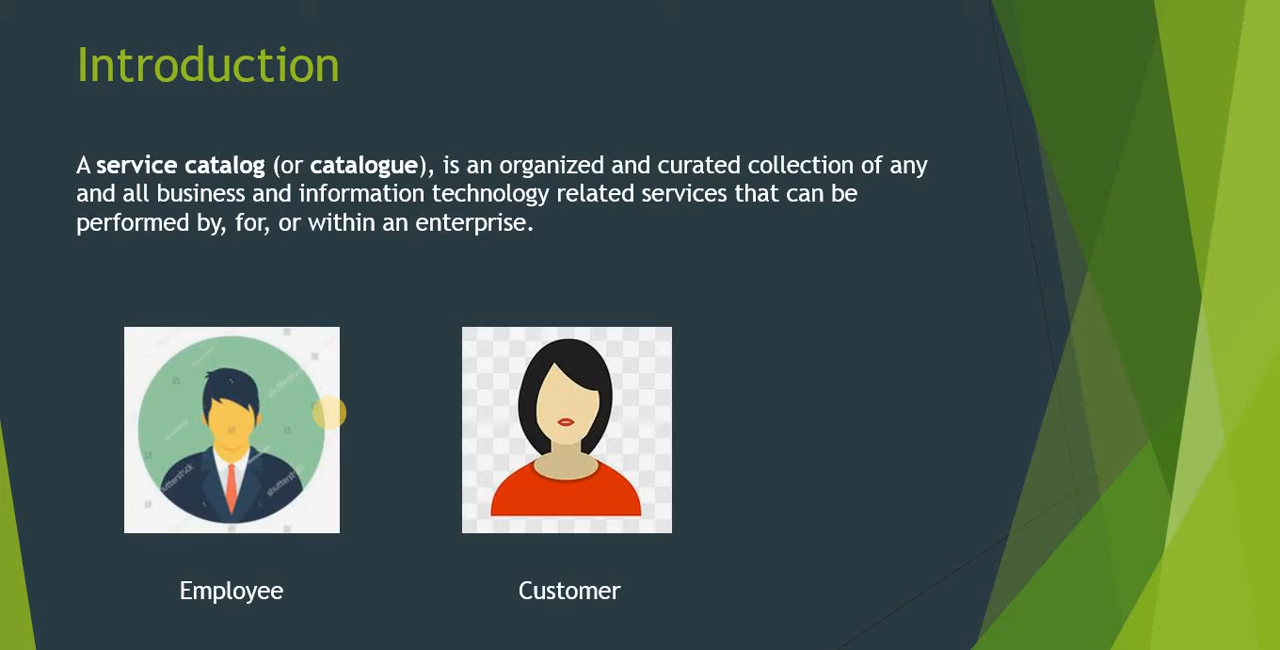 Introduction
A service catalog (or catalogue), is an organized and curated collection of any
and all business and information technology related services that can be
performed by, for, or within an enterprise.
shutterstock
Employee
Customer